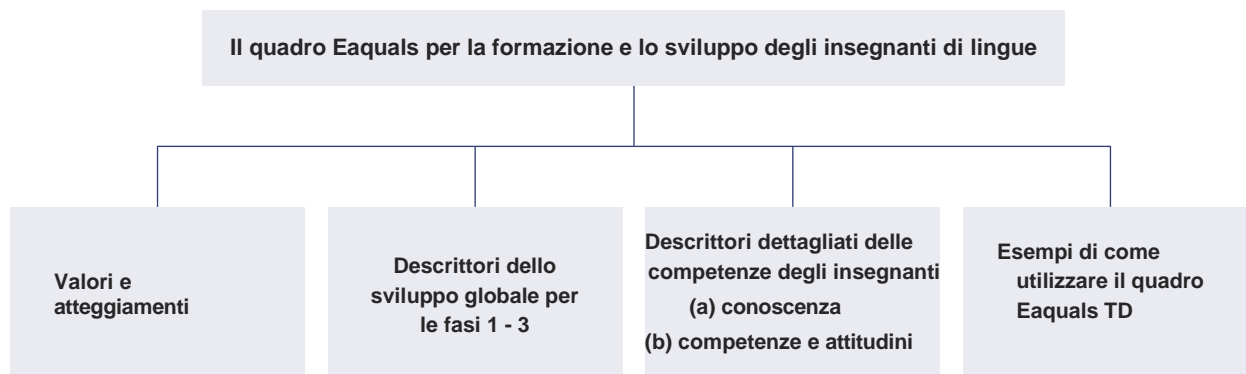 Il quadro Eaquals per la formazione e lo sviluppo degli insegnanti di lingue
Valori e
atteggiamenti
Descrittori dello
sviluppo globale per
le fasi 1 - 3
Descrittori dettagliati delle
competenze degli insegnanti
(a) conoscenza
(b) competenze e attitudini
Esempi di come
utilizzare il quadro
Eaquals TD